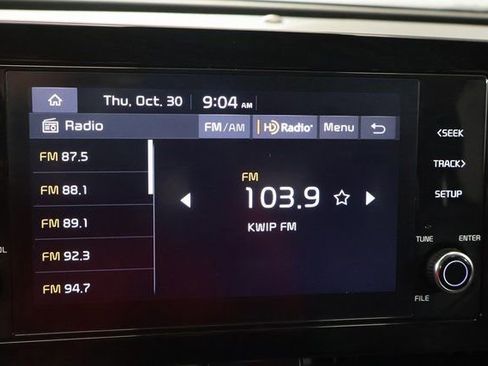 Thu, Oct. 30 9:04 AM
Radio FM/AM HD Radio Menu
FM 87.5
FM 88.1
FM 89.1
FM 92.3
FM 94.7
FM
103.9
KWIP FM
<SEEK
TRACK>
SETUP
TUNE ENTER
FILE
OL